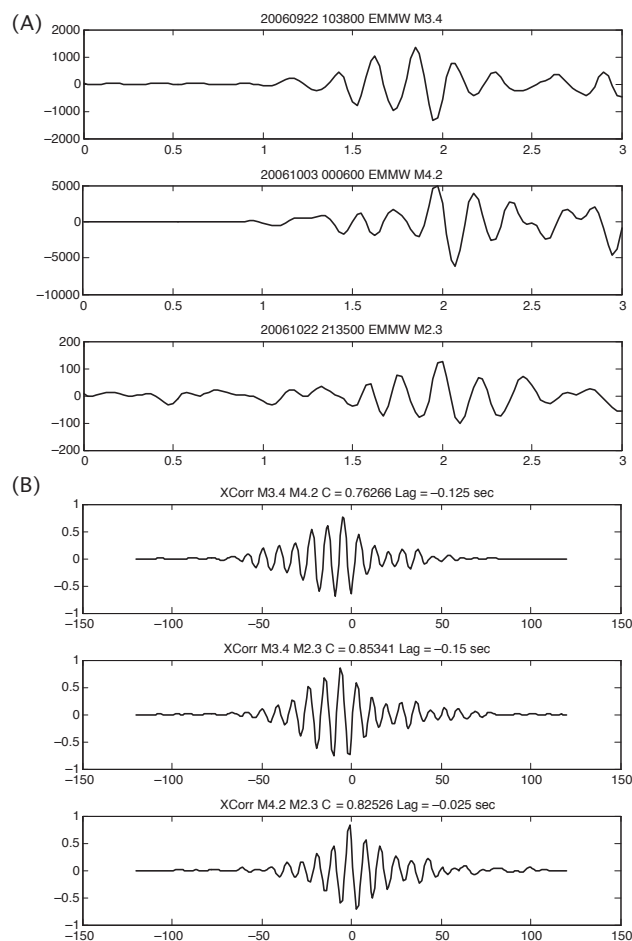 (A)
20060922 103800 EMMW M3.4
2000
1000
0
−1000
−2000
0 0.5 1 1.5 2 2.5 3
20061003 000600 EMMW M4.2
5000
0
−5000
−10000
0 0.5 1 1.5 2 2.5 3
20061022 213500 EMMW M2.3
200
100
0
−100
−200
0 0.5 1 1.5 2 2.5 3
(B)
XCorr M3.4 M4.2 C = 0.76266 Lag = −0.125 sec
1
0.5
0
−0.5
−1
−150 −100 −50 0 50 100 150
XCorr M3.4 M2.3 C = 0.85341 Lag = −0.15 sec
1
0.5
0
−0.5
−1
−150 −100 −50 0 50 100 150
XCorr M4.2 M2.3 C = 0.82526 Lag = −0.025 sec
1
0.5
0
−0.5
−1
−150 −100 −50 0 50 100 150